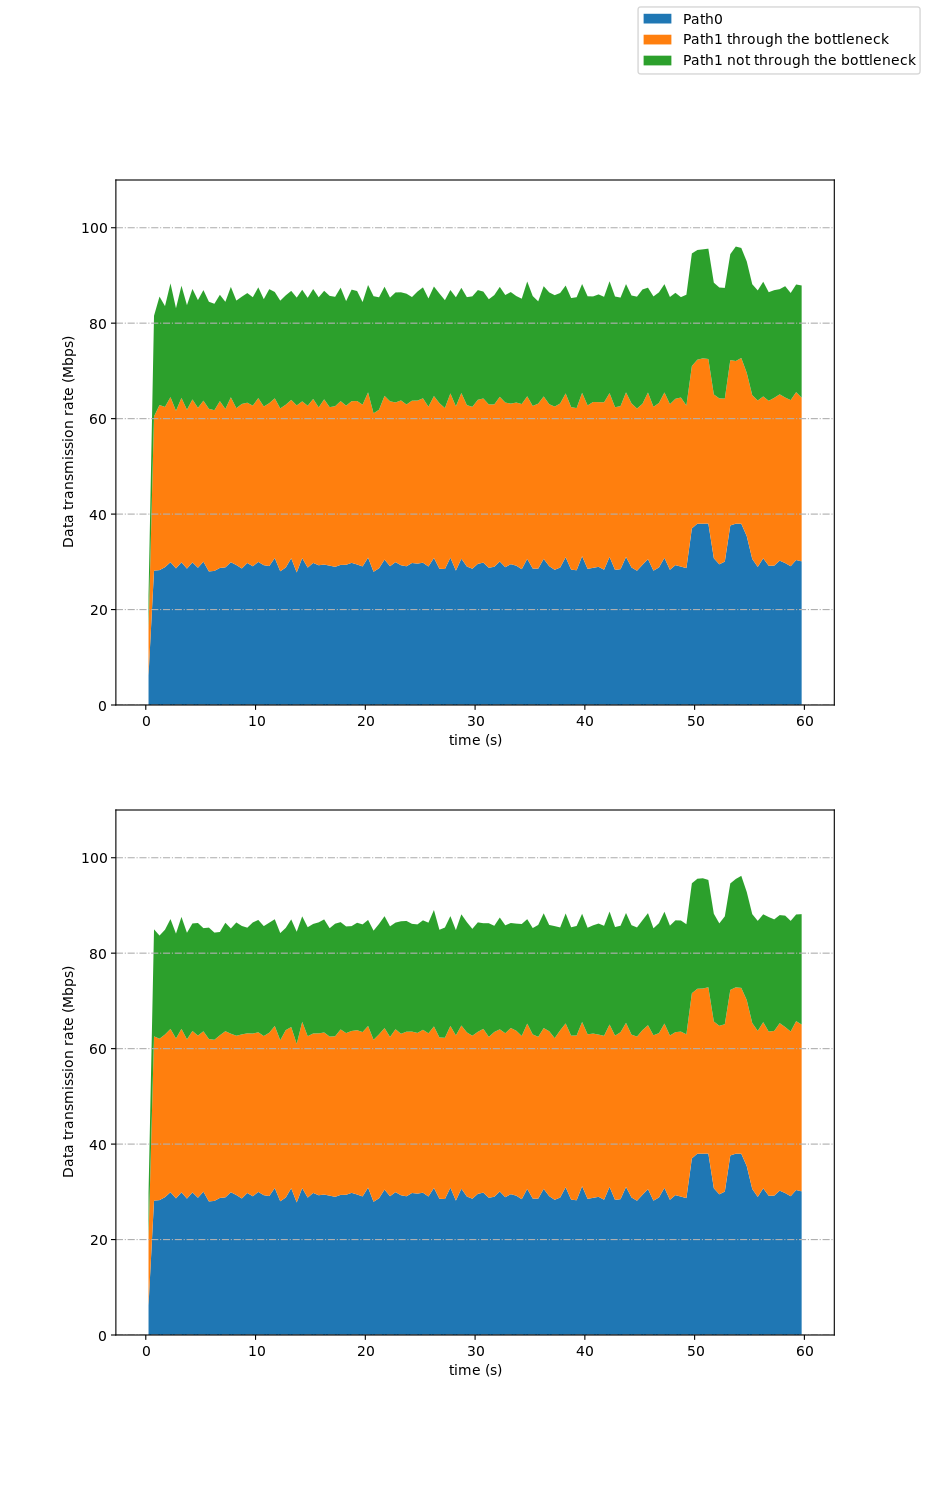 Path0
Path1 through the bottleneck
Path1 not through the bottleneck
100
80
60
40
20
0
Data transmission rate (Mbps)
0 10 20 30 40 50 60
time (s)
100
80
60
40
20
0
Data transmission rate (Mbps)
0 10 20 30 40 50 60
time (s)